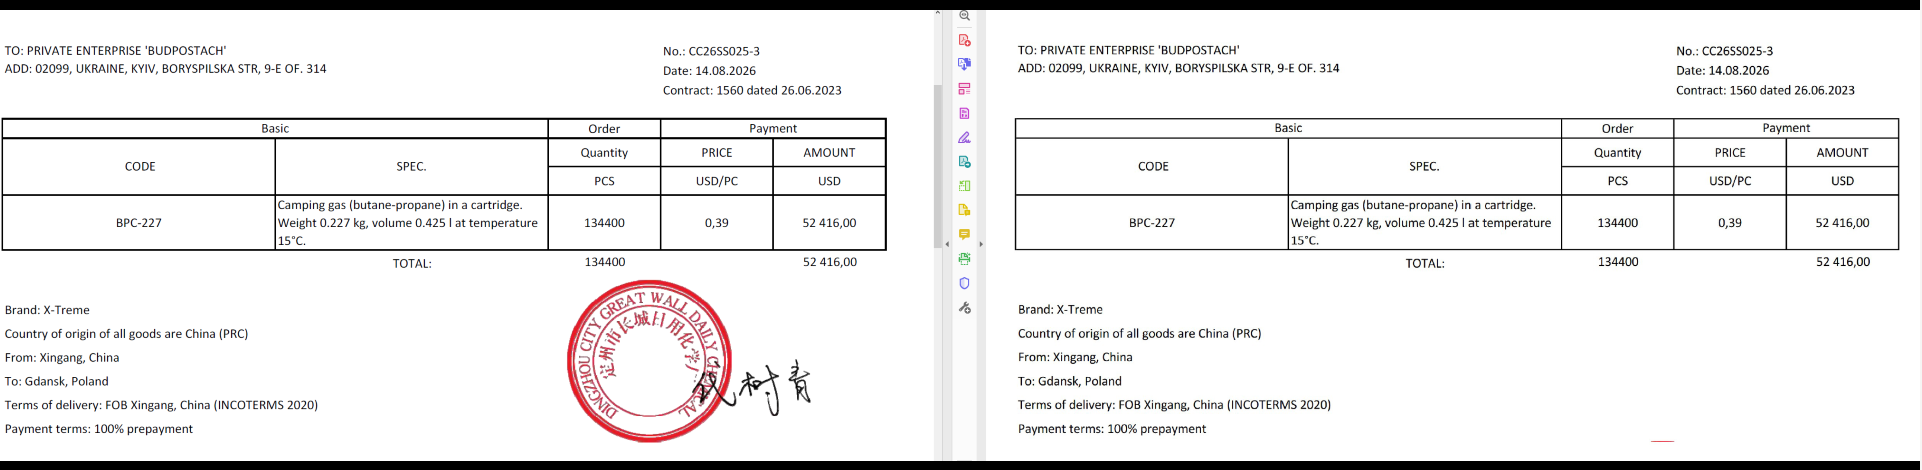 TO: PRIVATE ENTERPRISE 'BUDPOSTACH'
ADD: 02099, UKRAINE, KYIV, BORYSPILSKA STR, 9-E OF. 314
No.: CC26SS025-3
Date: 14.08.2026
Contract: 1560 dated 26.06.2023
Basic Order Payment
CODE SPEC. Quantity PRICE AMOUNT
PCS USD/PC USD
BPC-227 Camping gas (butane-propane) in a cartridge. Weight 0.227 kg, volume 0.425 l at temperature 15°C. 134400 0,39 52 416,00
TOTAL: 134400 52 416,00
Brand: X-Treme
Country of origin of all goods are China (PRC)
From: Xingang, China
To: Gdansk, Poland
Terms of delivery: FOB Xingang, China (INCOTERMS 2020)
Payment terms: 100% prepayment
DINGZHOU CITY GREAT WALL DAILY CHEMICAL
定州市长城日用化学厂
TO: PRIVATE ENTERPRISE 'BUDPOSTACH'
ADD: 02099, UKRAINE, KYIV, BORYSPILSKA STR, 9-E OF. 314
No.: CC26SS025-3
Date: 14.08.2026
Contract: 1560 dated 26.06.2023
Basic Order Payment
CODE SPEC. Quantity PRICE AMOUNT
PCS USD/PC USD
BPC-227 Camping gas (butane-propane) in a cartridge. Weight 0.227 kg, volume 0.425 l at temperature 15°C. 134400 0,39 52 416,00
TOTAL: 134400 52 416,00
Brand: X-Treme
Country of origin of all goods are China (PRC)
From: Xingang, China
To: Gdansk, Poland
Terms of delivery: FOB Xingang, China (INCOTERMS 2020)
Payment terms: 100% prepayment